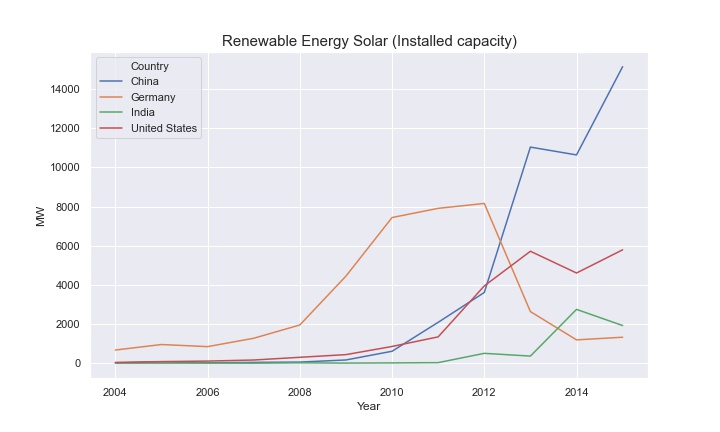 Renewable Energy Solar (Installed capacity)
Country
China
Germany
India
United States
14000
12000
10000
8000
6000
4000
2000
0
MW
2004
2006
2008
2010
2012
2014
Year